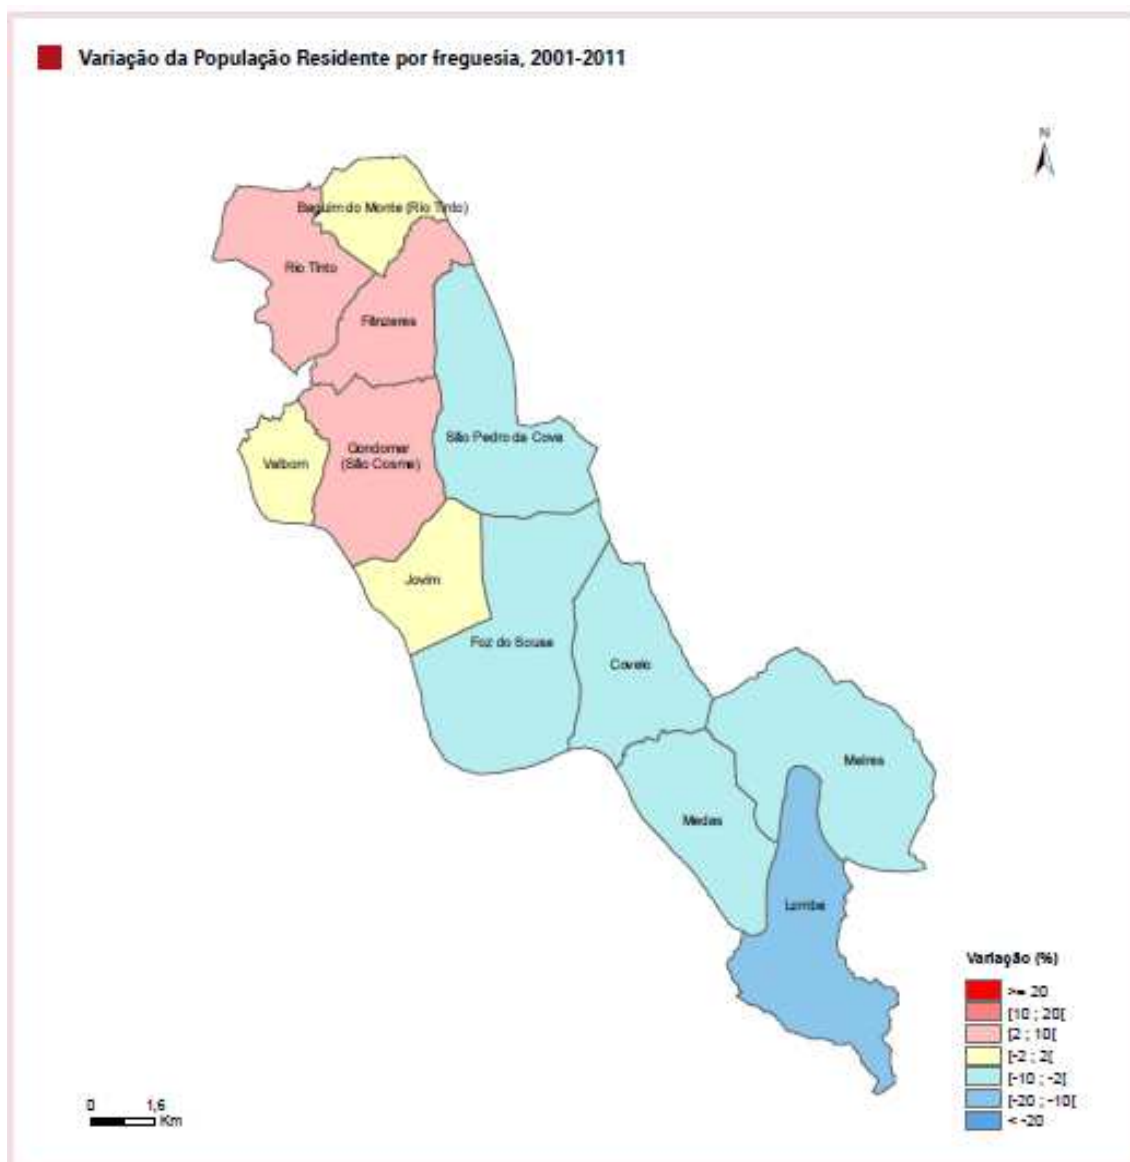 Variação da População Residente por freguesia, 2001-2011
N
Baguim do Monte (Rio Tinto)
Rio Tinto
Fânzeres
São Pedro da Cova
Gondomar
(São Cosme)
Valbom
Jovim
Foz do Sousa
Covelo
Melres
Medas
Lomba
Variação (%)
>= 20
[10 ; 20[
[2 ; 10[
[-2 ; 2[
[-10 ; -2[
[-20 ; -10[
< -20
0 1,6
Km